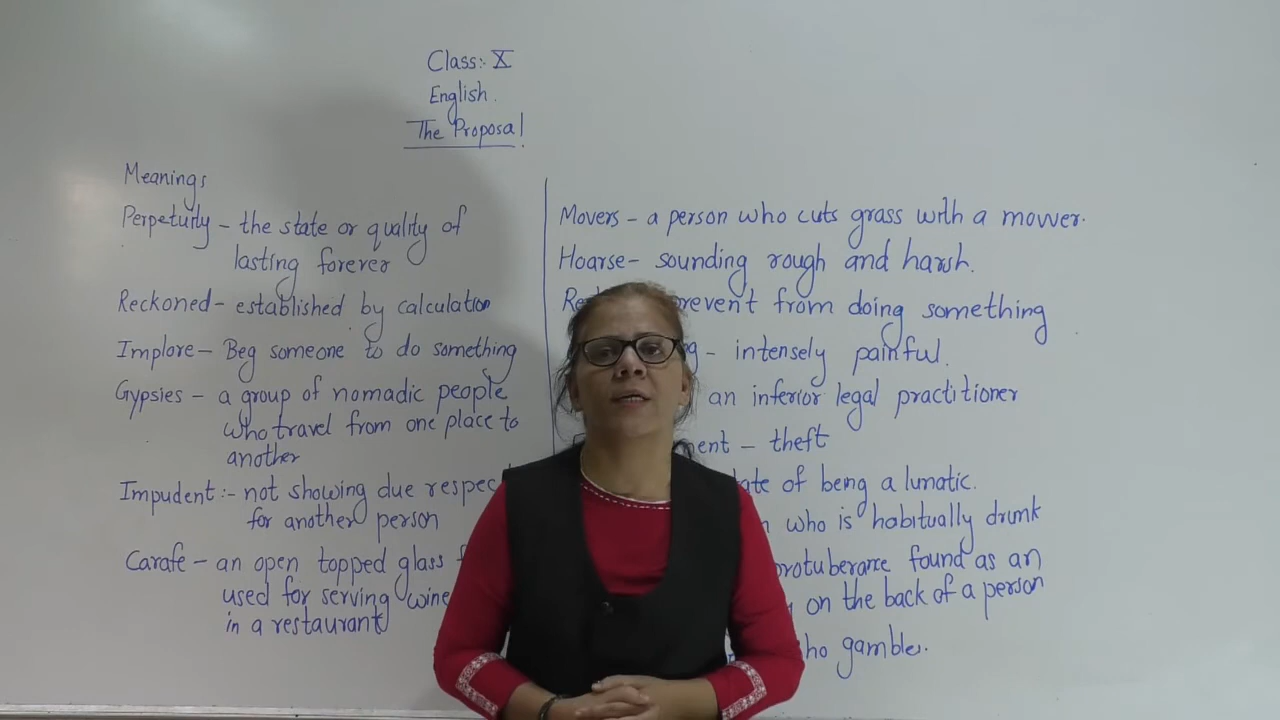 Class:- X
English.
The Proposal
Meanings
Perpetuity - the state or quality of
lasting forever
Reckoned - established by calculation
Implore - Beg someone to do something
Gypsies - a group of nomadic people
who travel from one place to
another
Impudent :- not showing due respect
for another person
Carafe - an open topped glass
used for serving wine
in a restaurant
Movers - a person who cuts grass with a mower.
Hoarse - sounding rough and harsh.
prevent from doing something
- intensely painful.
an inferior legal practitioner
- theft
of being a lunatic.
who is habitually drunk
protuberance found as an
on the back of a person
who gamble.